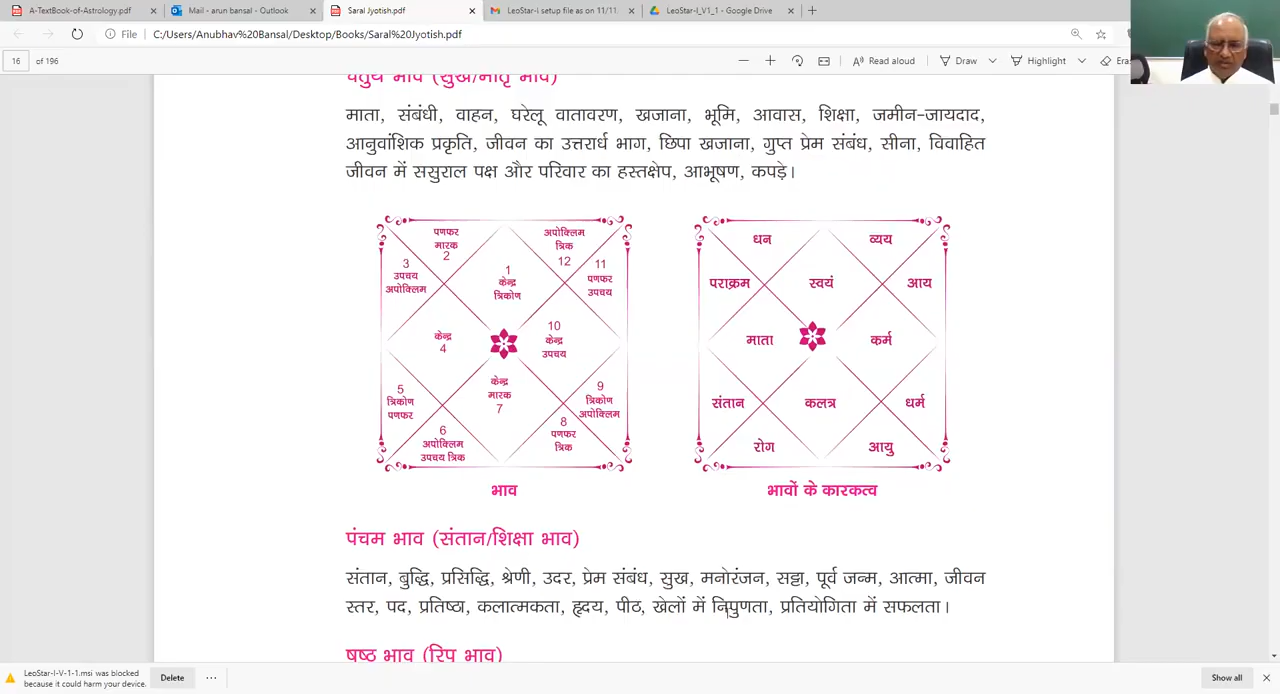 A-TextBook-of-Astrology.pdf
Mail - arun bansal - Outlook
Saral Jyotish.pdf
LeoStar-i setup file as on 11/11
LeoStar-I_V1_1 - Google Drive
File
C:/Users/Anubhav%20Bansal/Desktop/Books/Saral%20Jyotish.pdf
16 of 196
Read aloud
Draw
Highlight
चतुर्थ भाव (सुख/मातृ भाव)
माता, संबंधी, वाहन, घरेलू वातावरण, खजाना, भूमि, आवास, शिक्षा, जमीन-जायदाद,
आनुवांशिक प्रकृति, जीवन का उत्तरार्ध भाग, छिपा खजाना, गुप्त प्रेम संबंध, सीना, विवाहित
जीवन में ससुराल पक्ष और परिवार का हस्तक्षेप, आभूषण, कपड़े।
पणफर
मारक
2
अपोक्लिम
त्रिक
12
3
उपचय
अपोक्लिम
1
केन्द्र
त्रिकोण
11
पणफर
उपचय
केन्द्र
4
10
केन्द्र
उपचय
5
त्रिकोण
पणफर
केन्द्र
मारक
7
9
त्रिकोण
अपोक्लिम
6
अपोक्लिम
उपचय त्रिक
8
पणफर
त्रिक
भाव
धन
व्यय
पराक्रम
स्वयं
आय
माता
कर्म
संतान
कलत्र
धर्म
रोग
आयु
भावों के कारकत्व
पंचम भाव (संतान/शिक्षा भाव)
संतान, बुद्धि, प्रसिद्धि, श्रेणी, उदर, प्रेम संबंध, सुख, मनोरंजन, सट्टा, पूर्व जन्म, आत्मा, जीवन
स्तर, पद, प्रतिष्ठा, कलात्मकता, हृदय, पीठ, खेलों में निपुणता, प्रतियोगिता में सफलता।
षष्ठ भाव (रिपु भाव)
LeoStar-I-V-1-1.msi was blocked
because it could harm your device.
Delete
Show all